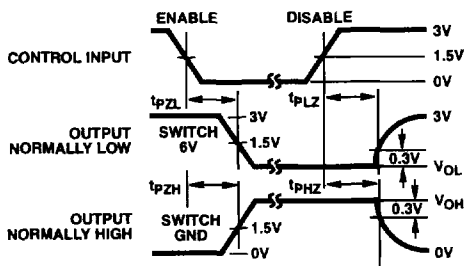 ENABLE DISABLE
3V
CONTROL INPUT
1.5V
0V
tPZL tPLZ
3V 3V
OUTPUT
NORMALLY LOW
SWITCH
6V
1.5V
0.3V
VOL
tPZH tPHZ
VOH
OUTPUT
NORMALLY HIGH
SWITCH
GND
0.3V
1.5V
0V 0V